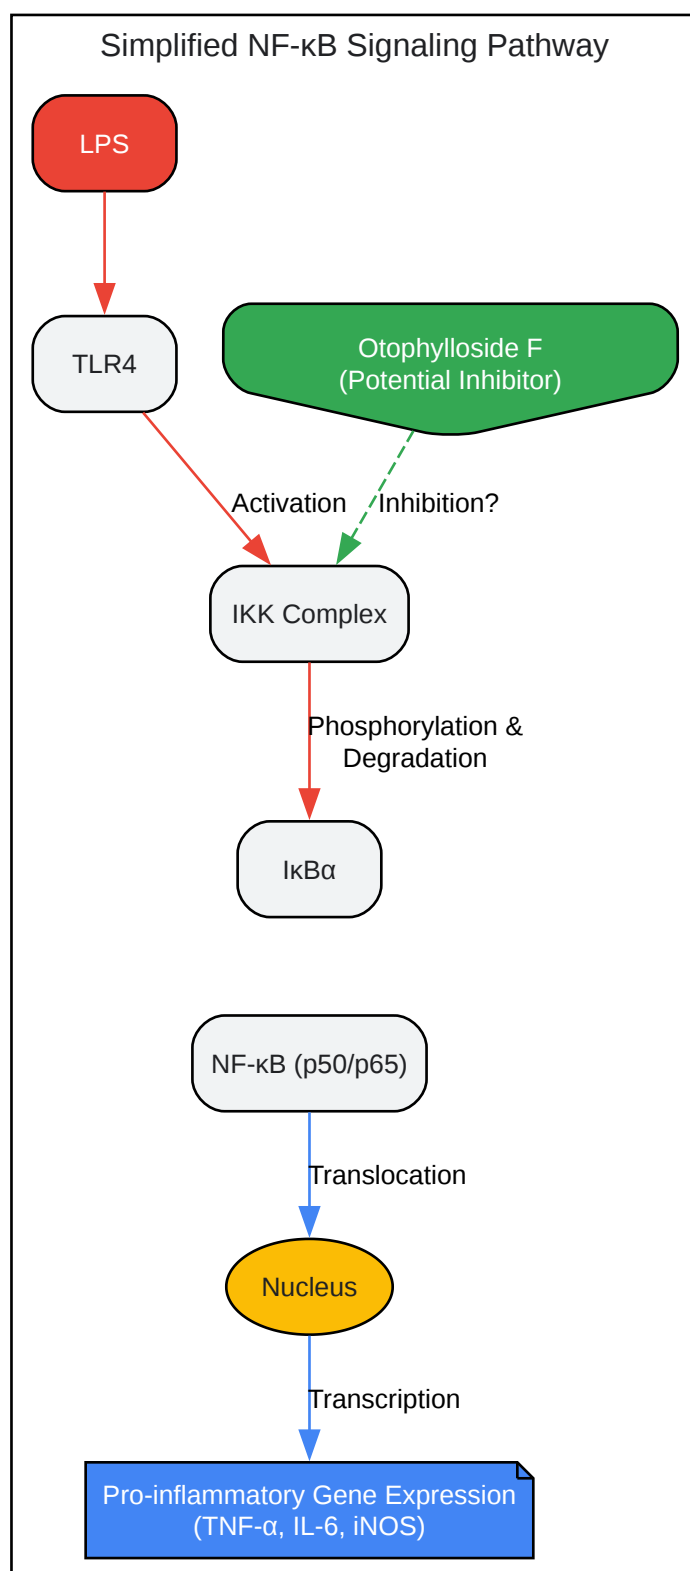 Simplified NF-κB Signaling Pathway
LPS
TLR4
Otophylloside F
(Potential Inhibitor)
Activation
Inhibition?
IKK Complex
Phosphorylation &
Degradation
IκBα
NF-κB (p50/p65)
Translocation
Nucleus
Transcription
Pro-inflammatory Gene Expression
(TNF-α, IL-6, iNOS)